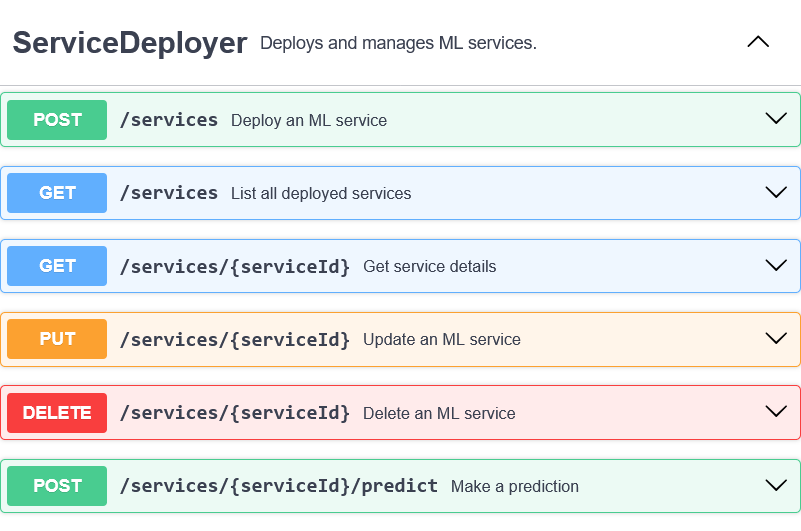 ServiceDeployer Deploys and manages ML services.
POST /services Deploy an ML service
GET /services List all deployed services
GET /services/{serviceId} Get service details
PUT /services/{serviceId} Update an ML service
DELETE /services/{serviceId} Delete an ML service
POST /services/{serviceId}/predict Make a prediction